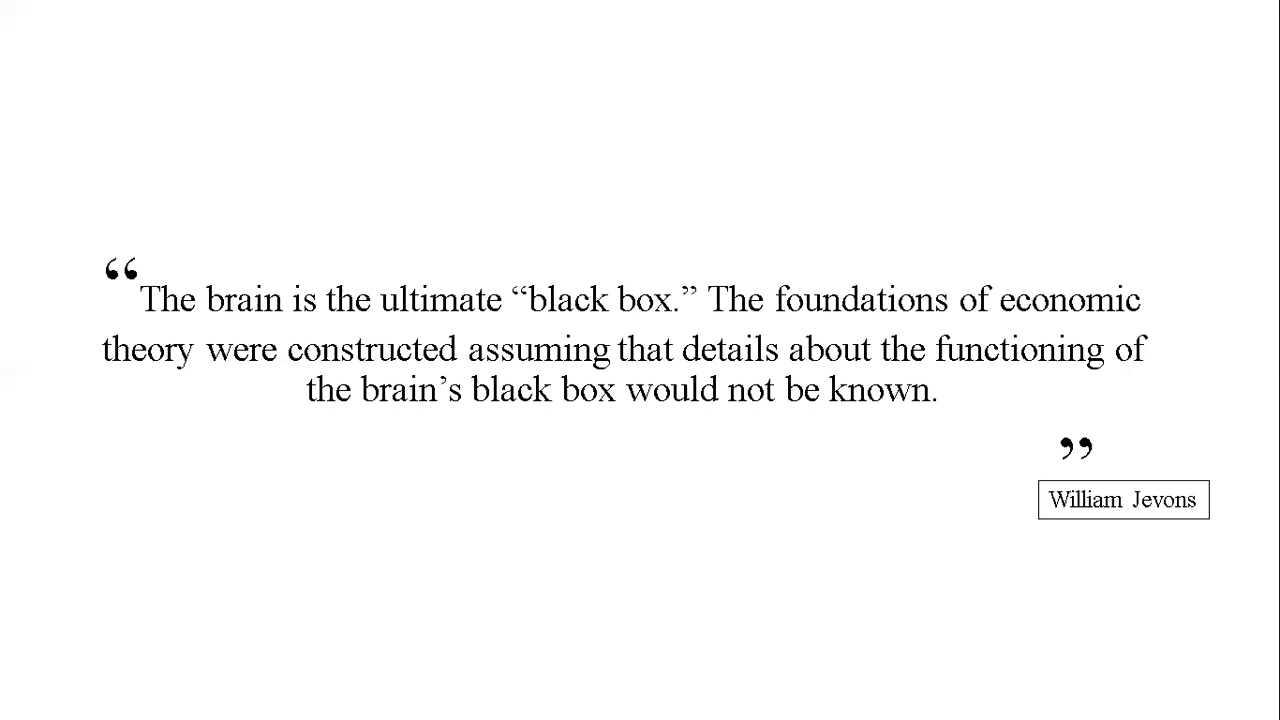 “The brain is the ultimate “black box.” The foundations of economic
theory were constructed assuming that details about the functioning of
the brain’s black box would not be known.
”
William Jevons